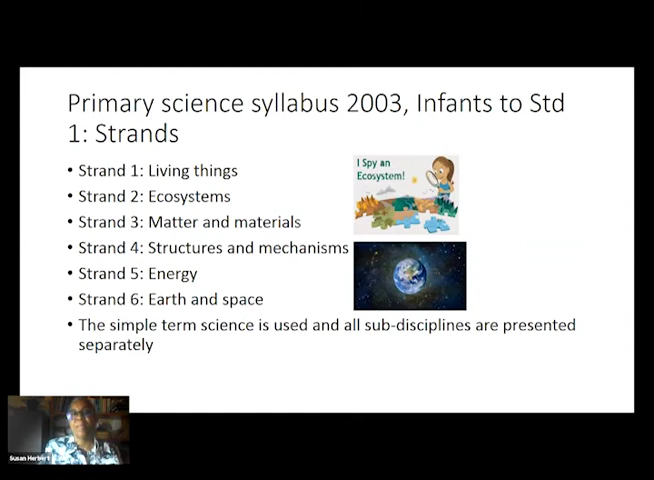 Primary science syllabus 2003, Infants to Std
1: Strands
• Strand 1: Living things
• Strand 2: Ecosystems
• Strand 3: Matter and materials
• Strand 4: Structures and mechanisms
• Strand 5: Energy
• Strand 6: Earth and space
• The simple term science is used and all sub-disciplines are presented
separately
I Spy an
Ecosystem!
Susan Herbert